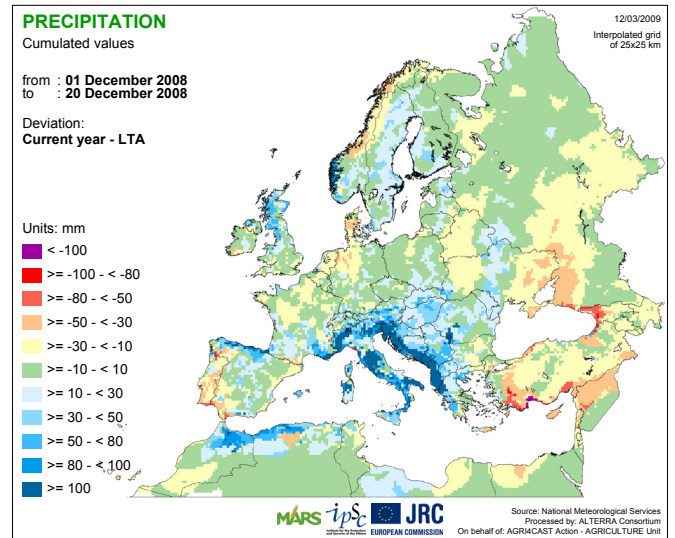 PRECIPITATION
Cumulated values
from : 01 December 2008
to : 20 December 2008
Deviation:
Current year - LTA
12/03/2009
Interpolated grid
of 25x25 km
Units: mm
< -100
>= -100 - < -80
>= -80 - < -50
>= -50 - < -30
>= -30 - < -10
>= -10 - < 10
>= 10 - < 30
>= 30 - < 50
>= 50 - < 80
>= 80 - < 100
>= 100
MARS ipsc JRC
EUROPEAN COMMISSION
Source: National Meteorological Services
Processed by: ALTERRA Consortium
On behalf of: AGRI4CAST Action - AGRICULTURE Unit